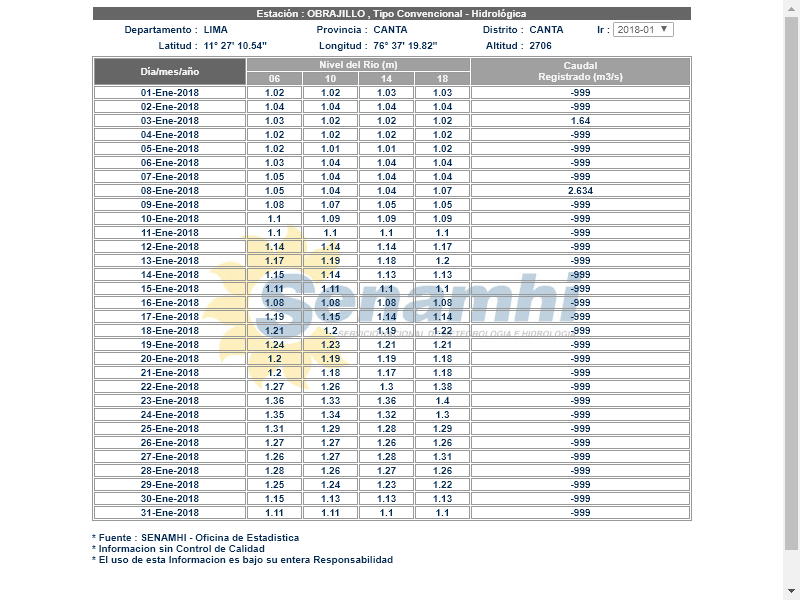 Estación : OBRAJILLO , Tipo Convencional - Hidrológica
Departamento : LIMA Provincia : CANTA Distrito : CANTA Ir : 2018-01
Latitud : 11° 27' 10.54" Longitud : 76° 37' 19.82" Altitud : 2706
Dia/mes/año Nivel del Rio (m) Caudal
Registrado (m3/s)
06 10 14 18
01-Ene-2018 1.02 1.02 1.03 1.03 -999
02-Ene-2018 1.04 1.04 1.04 1.04 -999
03-Ene-2018 1.03 1.02 1.02 1.02 1.64
04-Ene-2018 1.02 1.02 1.02 1.02 -999
05-Ene-2018 1.02 1.01 1.01 1.02 -999
06-Ene-2018 1.03 1.04 1.04 1.04 -999
07-Ene-2018 1.05 1.04 1.04 1.04 -999
08-Ene-2018 1.05 1.04 1.04 1.07 2.634
09-Ene-2018 1.08 1.07 1.05 1.05 -999
10-Ene-2018 1.1 1.09 1.09 1.09 -999
11-Ene-2018 1.1 1.1 1.1 1.1 -999
12-Ene-2018 1.14 1.14 1.14 1.17 -999
13-Ene-2018 1.17 1.19 1.18 1.2 -999
14-Ene-2018 1.15 1.14 1.13 1.13 -999
15-Ene-2018 1.11 1.11 1.1 1.1 -999
16-Ene-2018 1.08 1.08 1.08 1.08 -999
17-Ene-2018 1.19 1.15 1.14 1.14 -999
18-Ene-2018 1.21 1.2 1.19 1.22 -999
19-Ene-2018 1.24 1.23 1.21 1.21 -999
20-Ene-2018 1.2 1.19 1.19 1.18 -999
21-Ene-2018 1.2 1.18 1.17 1.18 -999
22-Ene-2018 1.27 1.26 1.3 1.38 -999
23-Ene-2018 1.36 1.33 1.36 1.4 -999
24-Ene-2018 1.35 1.34 1.32 1.3 -999
25-Ene-2018 1.31 1.29 1.28 1.29 -999
26-Ene-2018 1.27 1.27 1.26 1.26 -999
27-Ene-2018 1.26 1.27 1.28 1.31 -999
28-Ene-2018 1.28 1.26 1.27 1.26 -999
29-Ene-2018 1.25 1.24 1.23 1.22 -999
30-Ene-2018 1.15 1.13 1.13 1.13 -999
31-Ene-2018 1.11 1.11 1.1 1.1 -999
Senamhi
* Fuente : SENAMHI - Oficina de Estadistica
* Informacion sin Control de Calidad
* El uso de esta Informacion es bajo su entera Responsabilidad